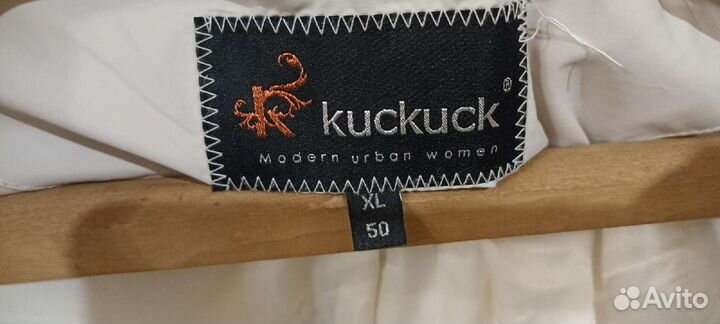 kuckuck®
Modern urban women
XL
50
Avito